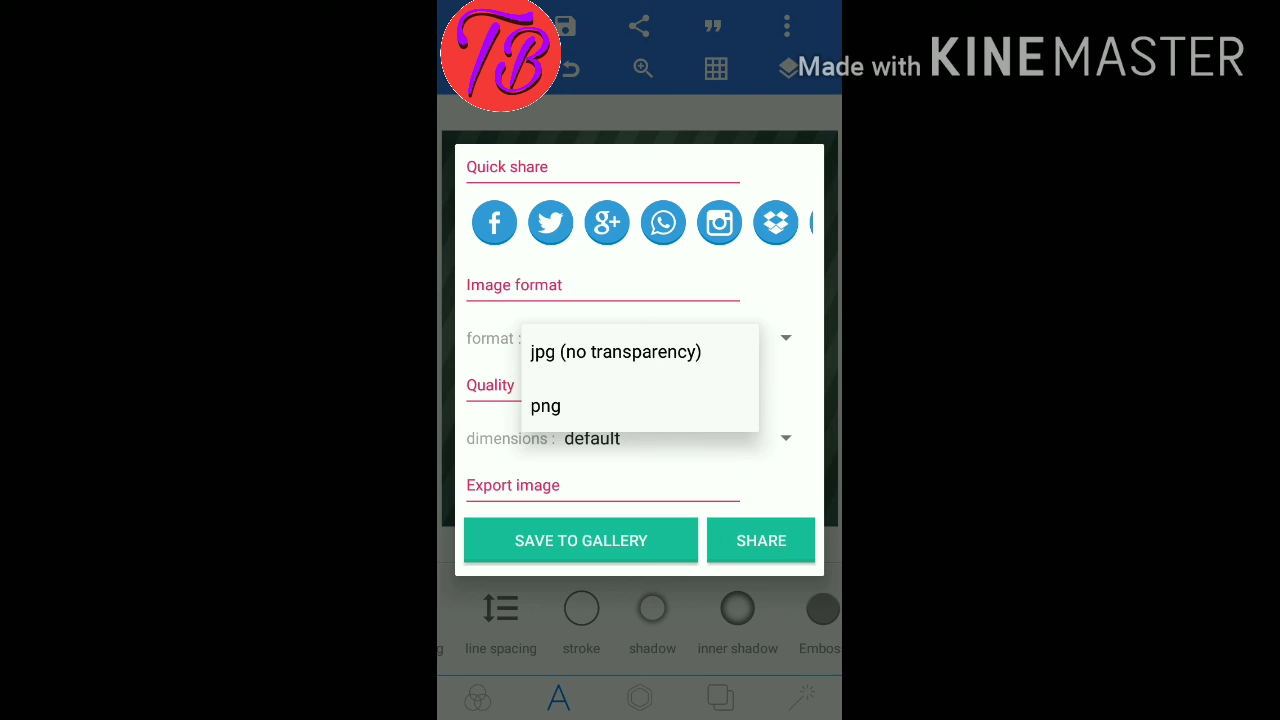 TB
Made with KINEMASTER
Quick share
f g+
Image format
format :
jpg (no transparency)
Quality
png
dimensions : default
Export image
SAVE TO GALLERY SHARE
g line spacing stroke shadow inner shadow Embos
A